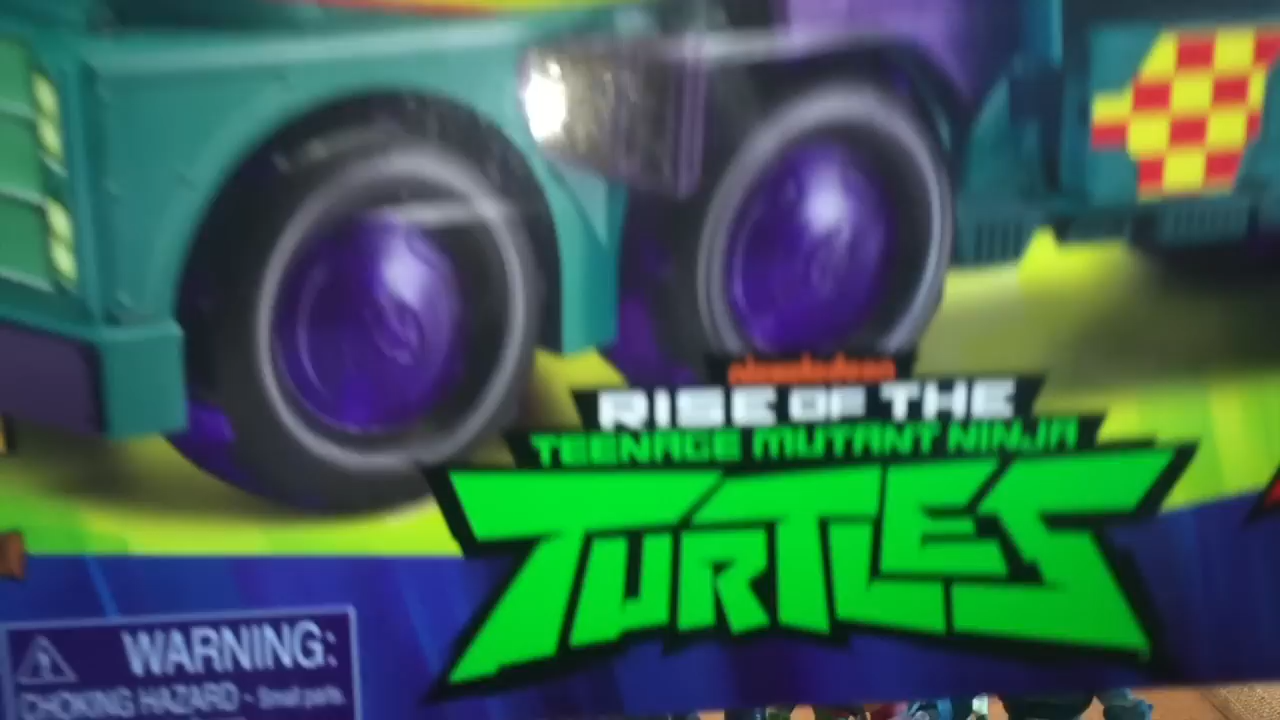 nickelodeon
RISE OF THE
TEENAGE MUTANT NINJA
TURTLES
WARNING:
CHOKING HAZARD - Small parts.